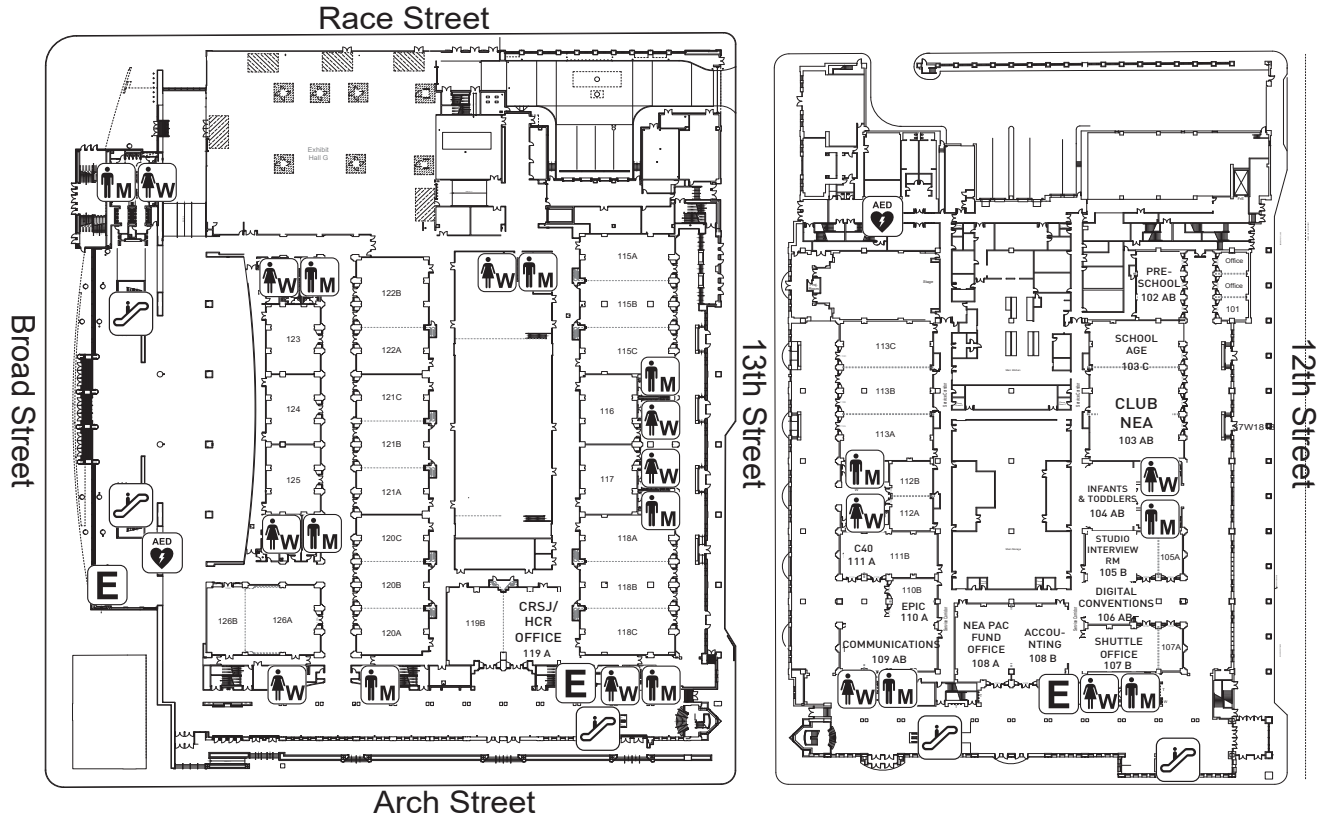 Race Street
Exhibit
Hall G
M
W
AED
115A
PRE-
SCHOOL
102 AB
Office
Office
101
W
M
W
M
122B
Stage
115B
123
122A
115C
113C
SCHOOL
AGE
103 C
Broad Street
13th Street
12th Street
M
124
121C
116
W
113B
CLUB
NEA
103 AB
7W18
121B
113A
W
M
125
121A
117
M
112B
INFANTS
& TODDLERS
104 AB
W
W
112A
M
AED
W
M
120C
118A
C40
111 A
111B
STUDIO
INTERVIEW
RM
105 B
105A
E
120B
118B
110B
EPIC
110 A
DIGITAL
CONVENTIONS
106 AB
126B
126A
120A
119B
CRSJ/
HCR
OFFICE
119 A
118C
COMMUNICATIONS
109 AB
NEA PAC
FUND
OFFICE
108 A
ACCOU-
NTING
108 B
SHUTTLE
OFFICE
107 B
107A
W
M
E
W
M
W
M
E
W
M
Arch Street